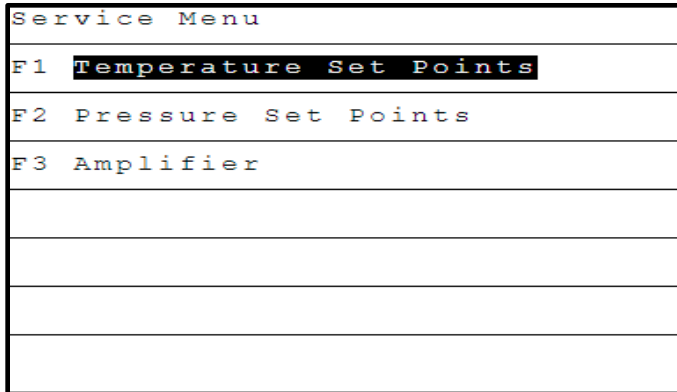 Service Menu
F1 Temperature Set Points
F2 Pressure Set Points
F3 Amplifier